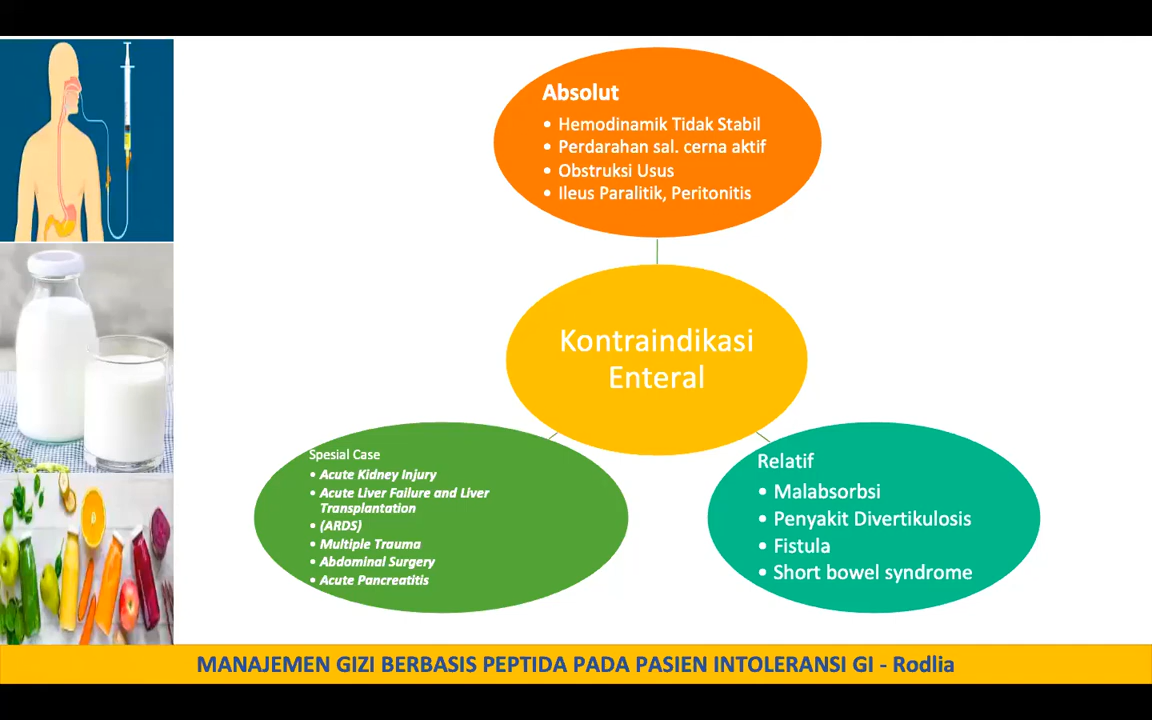 Absolut
• Hemodinamik Tidak Stabil
• Perdarahan sal. cerna aktif
• Obstruksi Usus
• Ileus Paralitik, Peritonitis
Kontraindikasi
Enteral
Spesial Case
• Acute Kidney Injury
• Acute Liver Failure and Liver
Transplantation
• (ARDS)
• Multiple Trauma
• Abdominal Surgery
• Acute Pancreatitis
Relatif
• Malabsorbsi
• Penyakit Divertikulosis
• Fistula
• Short bowel syndrome
MANAJEMEN GIZI BERBASIS PEPTIDA PADA PASIEN INTOLERANSI GI - Rodlia